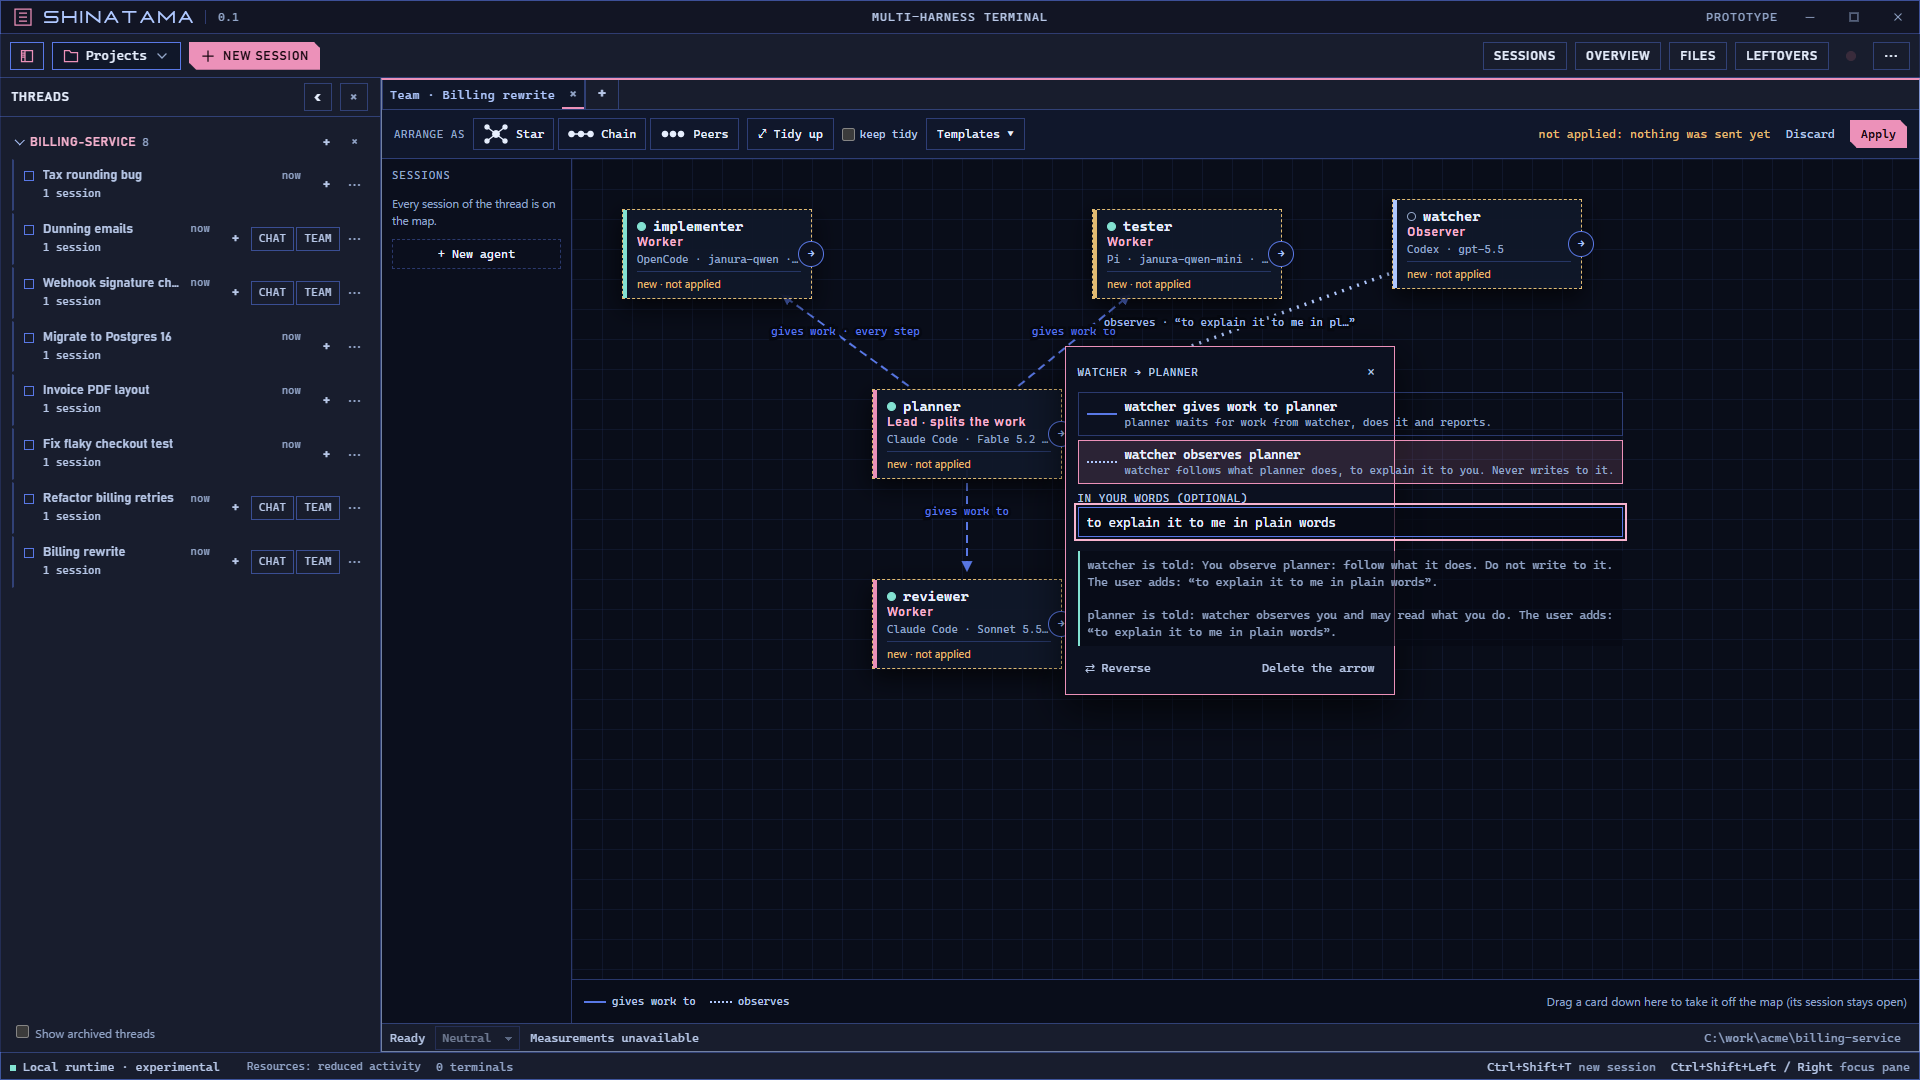 SHINATAMA 0.1
MULTI-HARNESS TERMINAL
PROTOTYPE
Projects
NEW SESSION
SESSIONS
OVERVIEW
FILES
LEFTOVERS
THREADS
BILLING-SERVICE 8
Tax rounding bug now
1 session
Dunning emails now
CHAT TEAM
1 session
Webhook signature ch… now
CHAT TEAM
1 session
Migrate to Postgres 16 now
1 session
Invoice PDF layout now
1 session
Fix flaky checkout test now
1 session
Refactor billing retries now
CHAT TEAM
1 session
Billing rewrite now
CHAT TEAM
1 session
Show archived threads
Team · Billing rewrite
ARRANGE AS
Star
Chain
Peers
Tidy up
keep tidy
Templates
not applied: nothing was sent yet
Discard
Apply
SESSIONS
Every session of the thread is on
the map.
+ New agent
implementer
Worker
OpenCode · janura-qwen ·…
new · not applied
tester
Worker
Pi · janura-qwen-mini · …
new · not applied
watcher
Observer
Codex · gpt-5.5
new · not applied
gives work · every step
gives work to
observes · “to explain it to me in pl…”
planner
Lead · splits the work
Claude Code · Fable 5.2 …
new · not applied
gives work to
reviewer
Worker
Claude Code · Sonnet 5.5…
new · not applied
WATCHER → PLANNER
watcher gives work to planner
planner waits for work from watcher, does it and reports.
watcher observes planner
watcher follows what planner does, to explain it to you. Never writes to it.
IN YOUR WORDS (OPTIONAL)
to explain it to me in plain words
watcher is told: You observe planner: follow what it does. Do not write to it.
The user adds: “to explain it to me in plain words”.
planner is told: watcher observes you and may read what you do. The user adds:
“to explain it to me in plain words”.
⇄ Reverse
Delete the arrow
gives work to
observes
Drag a card down here to take it off the map (its session stays open)
Ready
Neutral
Measurements unavailable
C:\work\acme\billing-service
Local runtime · experimental
Resources: reduced activity
0 terminals
Ctrl+Shift+T new session
Ctrl+Shift+Left / Right focus pane